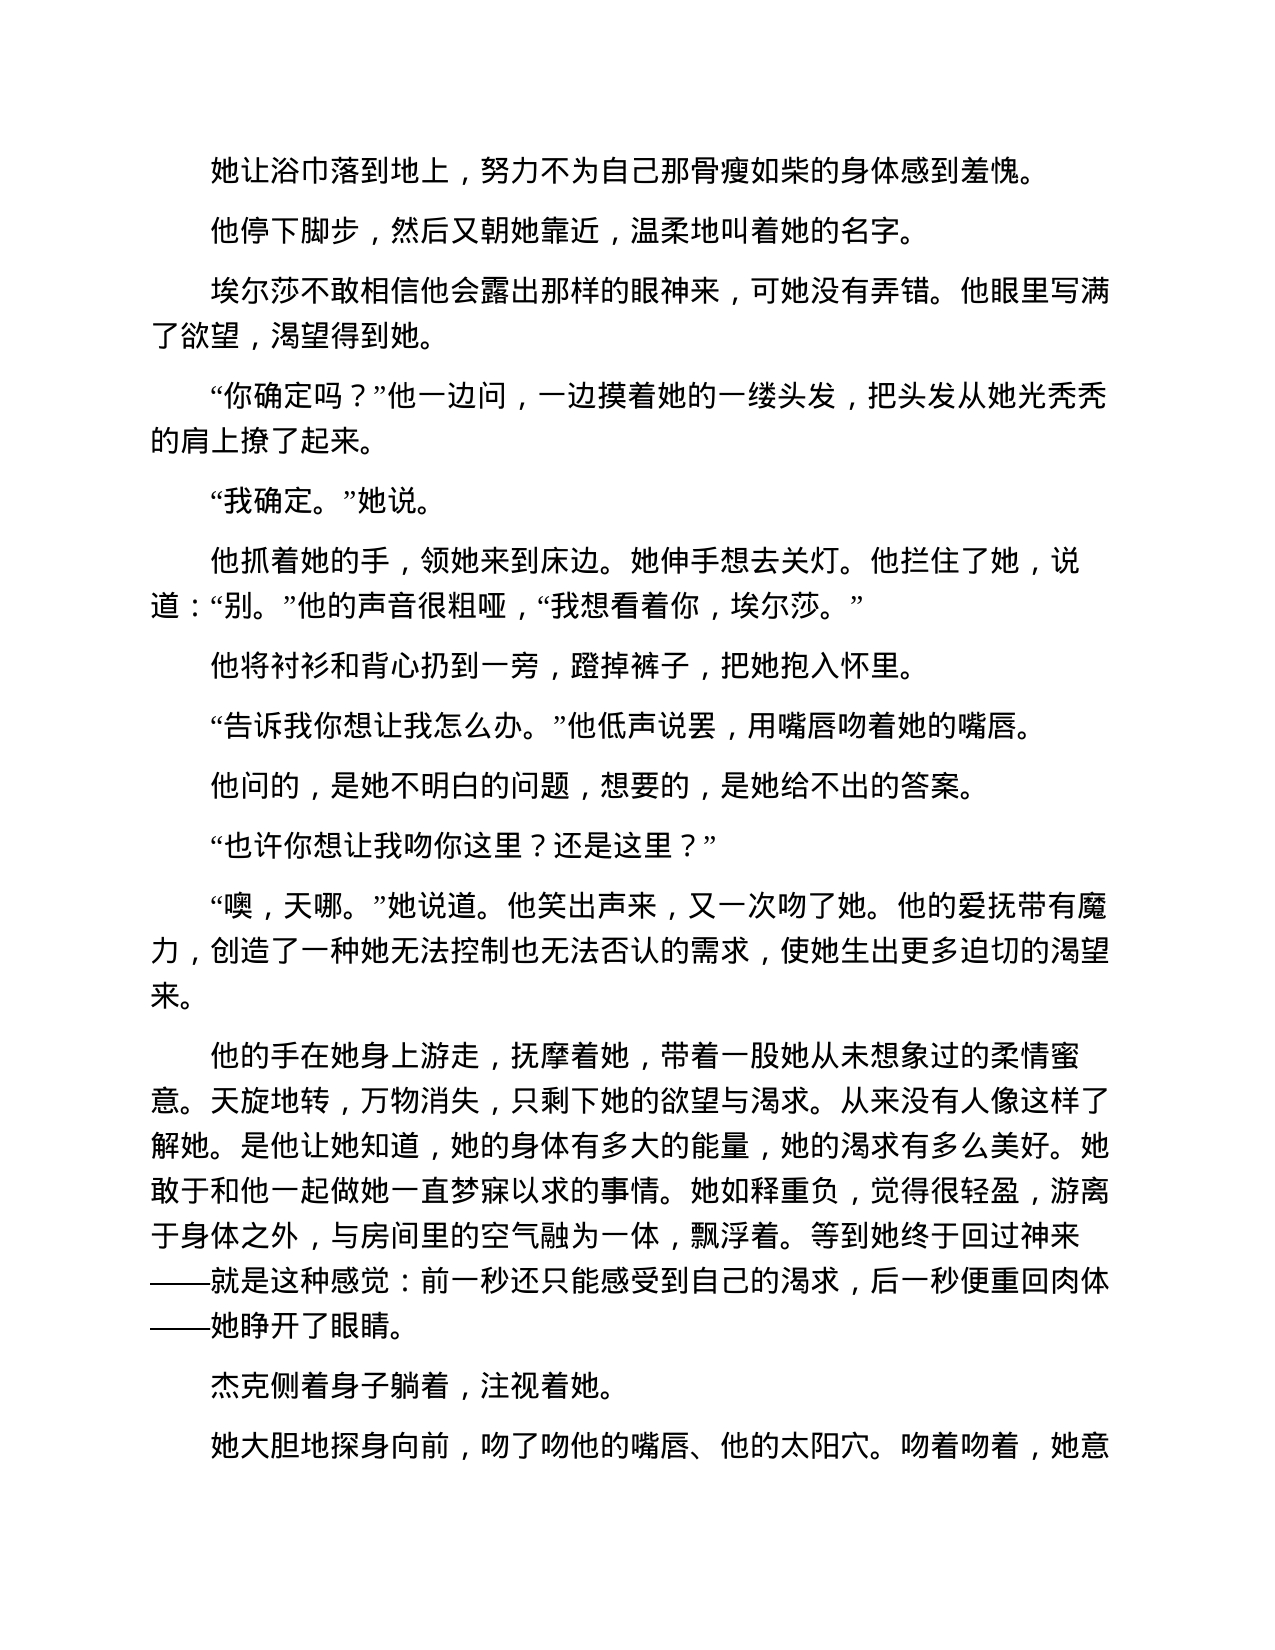 她让浴巾落到地上，努力不为自己那骨瘦如柴的身体感到羞愧。
他停下脚步，然后又朝她靠近，温柔地叫着她的名字。
埃尔莎不敢相信他会露出那样的眼神来，可她没有弄错。他眼里写满
了欲望，渴望得到她。
“你确定吗？”他一边问，一边摸着她的一缕头发，把头发从她光秃秃
的肩上撩了起来。
“我确定。”她说。
他抓着她的手，领她来到床边。她伸手想去关灯。他拦住了她，说
道：“别。”他的声音很粗哑，“我想看着你，埃尔莎。”
他将衬衫和背心扔到一旁，蹬掉裤子，把她抱入怀里。
“告诉我你想让我怎么办。”他低声说罢，用嘴唇吻着她的嘴唇。
他问的，是她不明白的问题，想要的，是她给不出的答案。
“也许你想让我吻你这里？还是这里？”
“噢，天哪。”她说道。他笑出声来，又一次吻了她。他的爱抚带有魔
力，创造了一种她无法控制也无法否认的需求，使她生出更多迫切的渴望
来。
他的手在她身上游走，抚摩着她，带着一股她从未想象过的柔情蜜
意。天旋地转，万物消失，只剩下她的欲望与渴求。从来没有人像这样了
解她。是他让她知道，她的身体有多大的能量，她的渴求有多么美好。她
敢于和他一起做她一直梦寐以求的事情。她如释重负，觉得很轻盈，游离
于身体之外，与房间里的空气融为一体，飘浮着。等到她终于回过神来
——就是这种感觉：前一秒还只能感受到自己的渴求，后一秒便重回肉体
——她睁开了眼睛。
杰克侧着身子躺着，注视着她。
她大胆地探身向前，吻了吻他的嘴唇、他的太阳穴。吻着吻着，她意